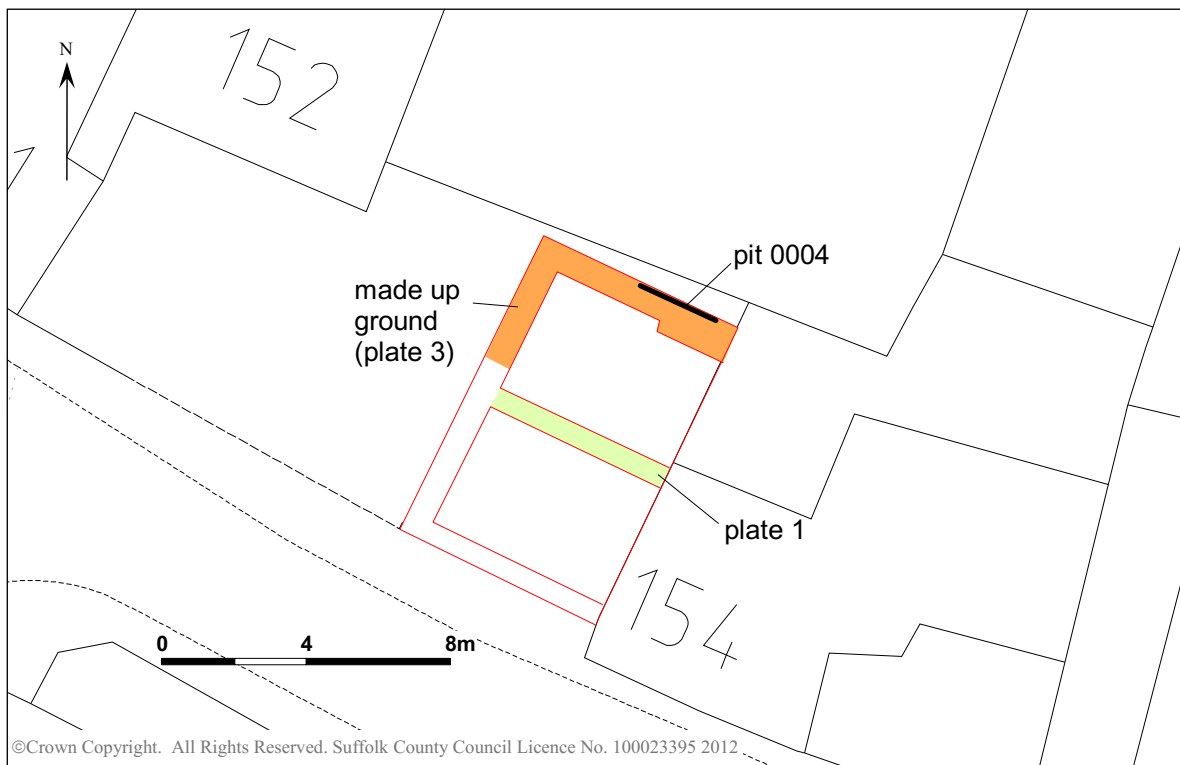 152
N
pit 0004
made up
ground
(plate 3)
plate 1
154
0 4 8m
©Crown Copyright. All Rights Reserved. Suffolk County Council Licence No. 100023395 2012